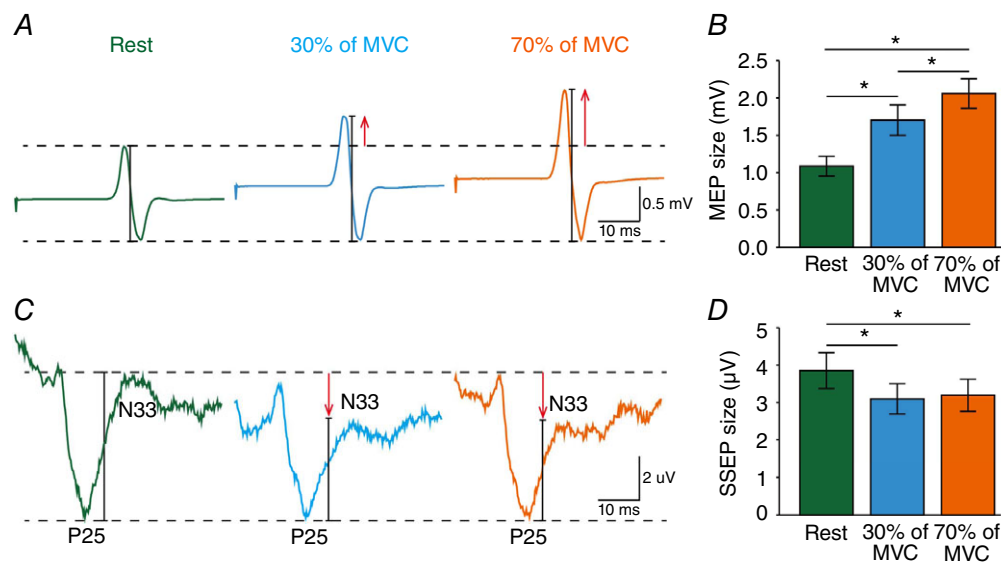 A
Rest
30% of MVC
70% of MVC
0.5 mV
10 ms
B
MEP size (mV)
2.5
2.0
1.5
1.0
0.5
0.0
*
*
*
Rest
30% of
MVC
70% of
MVC
C
N33
N33
N33
P25
P25
P25
2 uV
10 ms
D
SSEP size (µV)
5
4
3
2
1
0
*
*
Rest
30% of
MVC
70% of
MVC